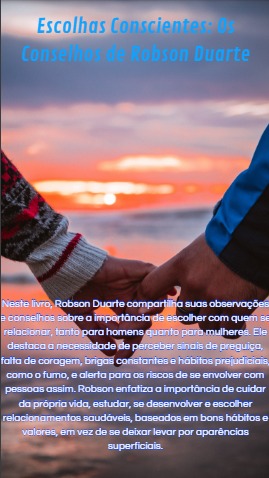 Escolhas Conscientes: Os
Conselhos de Robson Duarte
Neste livro, Robson Duarte compartilha suas observações
e conselhos sobre a importância de escolher com quem se
relacionar, tanto para homens quanto para mulheres. Ele
destaca a necessidade de perceber sinais de preguiça,
falta de coragem, brigas constantes e hábitos prejudiciais,
como o fumo, e alerta para os riscos de se envolver com
pessoas assim. Robson enfatiza a importância de cuidar
da própria vida, estudar, se desenvolver e escolher
relacionamentos saudáveis, baseados em bons hábitos e
valores, em vez de se deixar levar por aparências
superficiais.